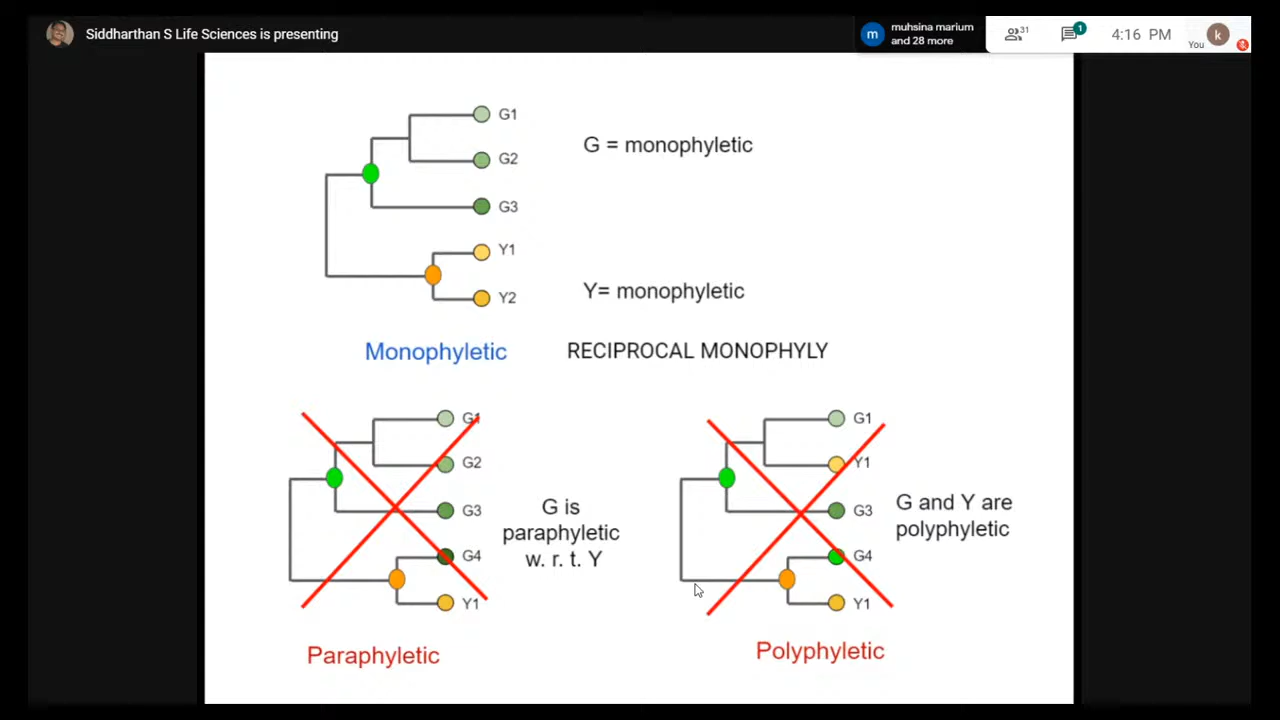 Siddharthan S Life Sciences is presenting
m
muhsina marium
and 28 more
31
1
4:16 PM
You
k
G1
G2
G3
Y1
Y2
G = monophyletic
Y= monophyletic
Monophyletic
RECIPROCAL MONOPHYLY
G1
G2
G3
G4
Y1
G is
paraphyletic
w. r. t. Y
Paraphyletic
G1
Y1
G3
G4
Y1
G and Y are
polyphyletic
Polyphyletic